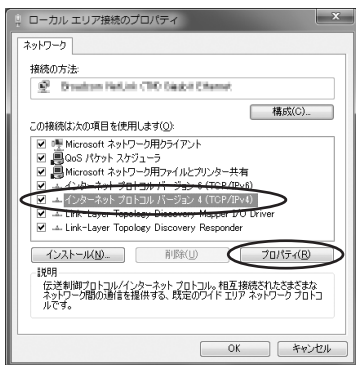 ローカル エリア接続のプロパティ
ネットワーク
接続の方法:
構成(C)...
この接続は次の項目を使用します(O):
Microsoft ネットワーク用クライアント
QoS パケット スケジューラ
Microsoft ネットワーク用ファイルとプリンター共有
インターネット プロトコル バージョン 6 (TCP/IPv6)
インターネット プロトコル バージョン 4 (TCP/IPv4)
Link-Layer Topology Discovery Mapper I/O Driver
Link-Layer Topology Discovery Responder
インストール(N)... 削除(U) プロパティ(R)
説明
伝送制御プロトコル/インターネット プロトコル。相互接続されたさまざまな
ネットワーク間の通信を提供する、既定のワイド エリア ネットワーク プロトコ
ルです。
OK キャンセル